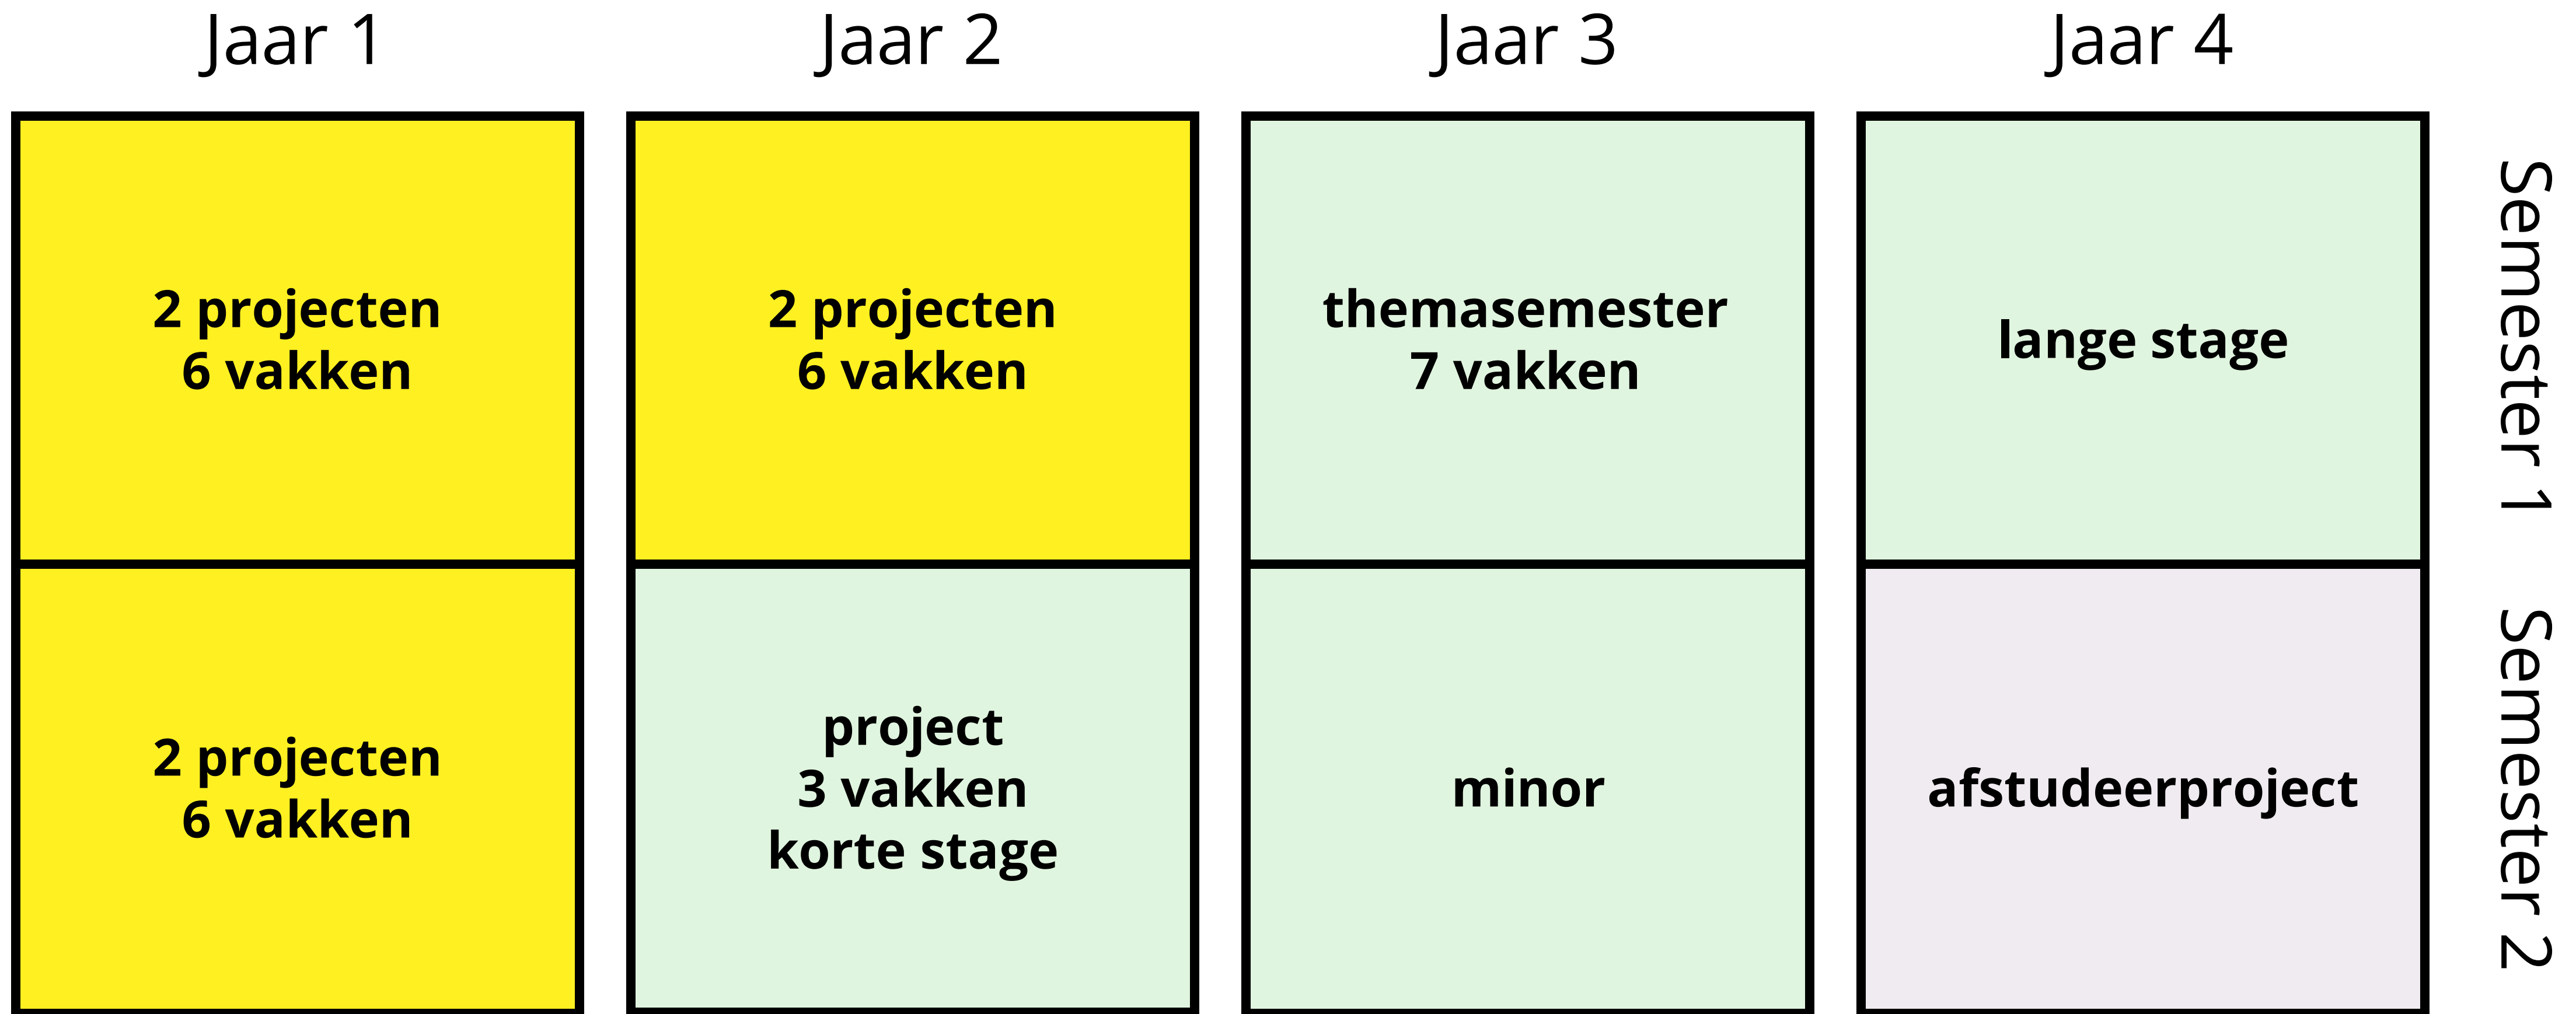 Jaar 1
Jaar 2
Jaar 3
Jaar 4
2 projecten
6 vakken
2 projecten
6 vakken
themasemester
7 vakken
lange stage
Semester 1
2 projecten
6 vakken
project
3 vakken
korte stage
minor
afstudeerproject
Semester 2